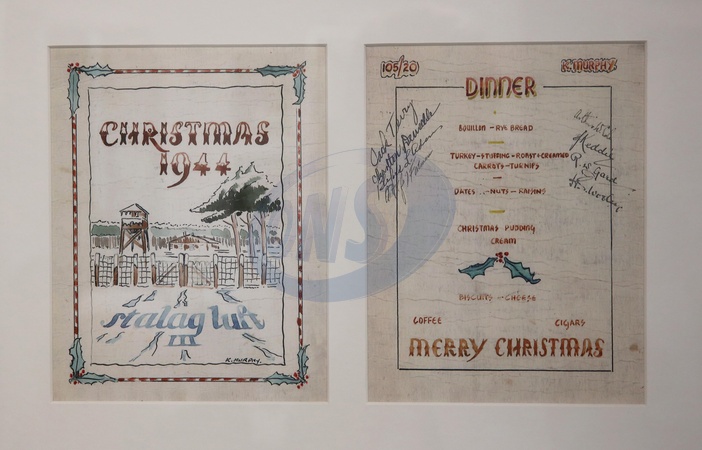 CHRISTMAS
1944
stalag luft
III
K. MURPHY.
105/20
K. MURPHY
DINNER
BOUILLON - RYE BREAD
TURKEY - STUFFING - ROAST & CREAMED
CARROTS - TURNIPS
DATES - NUTS - RAISINS
CHRISTMAS PUDDING
CREAM
BISCUITS - CHEESE
COFFEE
CIGARS
MERRY CHRISTMAS
WS